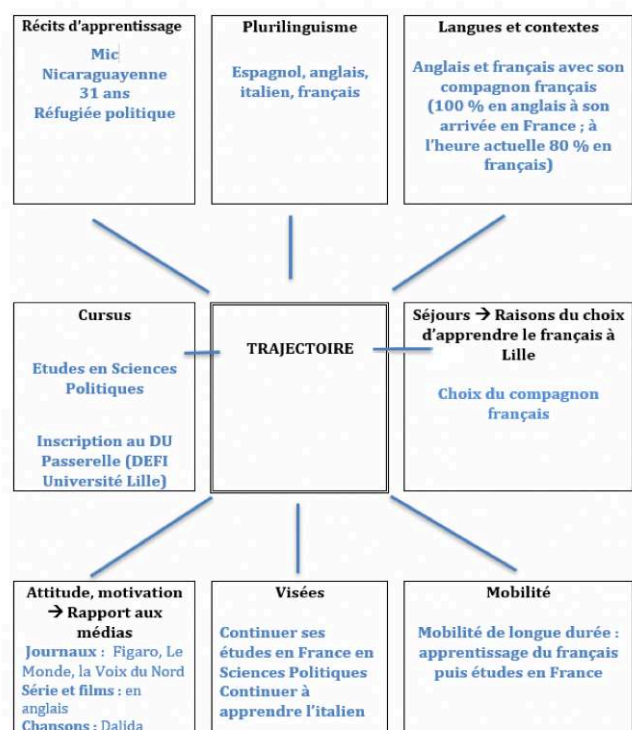 Récits d'apprentissage
Mic
Nicaraguayenne
31 ans
Réfugiée politique
Plurilinguisme
Espagnol, anglais,
italien, français
Langues et contextes
Anglais et français avec son
compagnon français
(100 % en anglais à son
arrivée en France ; à
l'heure actuelle 80 % en
français)
Cursus
Etudes en Sciences
Politiques
Inscription au DU
Passerelle (DEFI
Université Lille)
TRAJECTOIRE
Séjours → Raisons du choix
d'apprendre le français à
Lille
Choix du compagnon
français
Attitude, motivation
→ Rapport aux
médias
Journaux : Figaro, Le
Monde, la Voix du Nord
Série et films : en
anglais
Chansons : Dalida
Visées
Continuer ses
études en France en
Sciences Politiques
Continuer à
apprendre l'italien
Mobilité
Mobilité de longue durée :
apprentissage du français
puis études en France